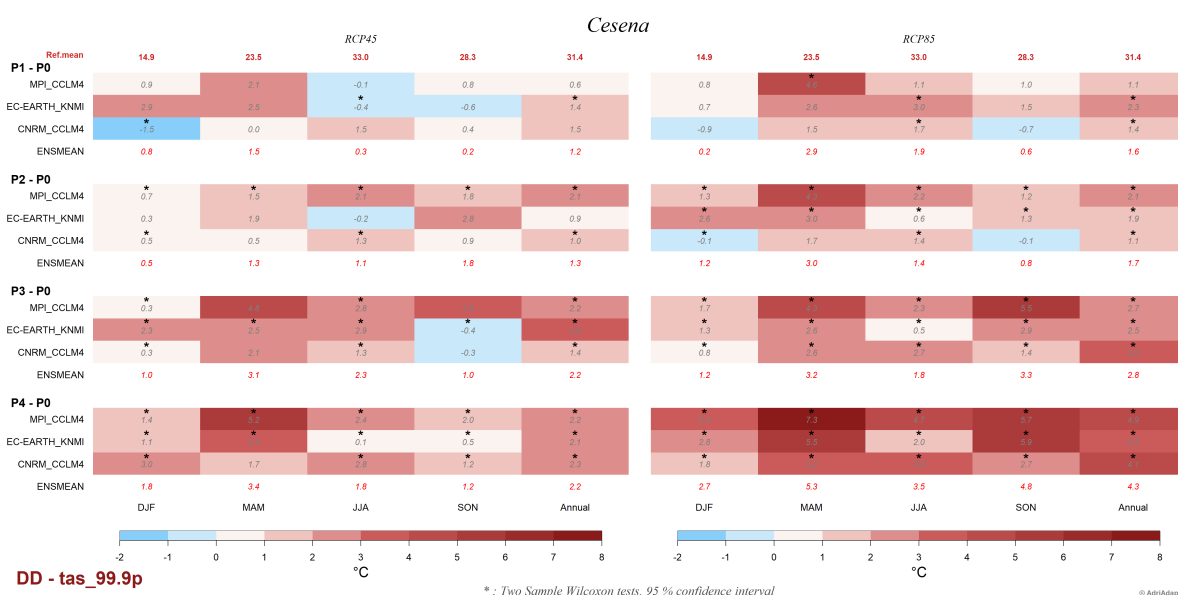 Cesena
RCP45 RCP85
Ref.mean 14.9 23.5 33.0 28.3 31.4 14.9 23.5 33.0 28.3 31.4
P1 - P0
MPI_CCLM4 0.9 2.1 -0.1 0.8 0.6 0.8 * 1.1 1.0 1.1
EC-EARTH_KNMI 2.9 2.5 * -0.4 -0.6 * 1.4 0.7 2.6 * 3.0 1.5 * 2.3
CNRM_CCLM4 * -1.5 0.0 1.5 0.4 1.5 -0.9 1.5 * 1.7 -0.7 * 1.4
ENSMEAN 0.8 1.5 0.3 0.2 1.2 0.2 2.9 1.9 0.6 1.6
P2 - P0
MPI_CCLM4 * 0.7 * 1.5 * 2.1 * 1.8 * 2.1 * 1.3 * * 2.2 * 1.2 * 2.1
EC-EARTH_KNMI 0.3 1.9 -0.2 2.8 0.9 * 2.6 * 3.0 * 0.6 * 1.3 * 1.9
CNRM_CCLM4 * 0.5 0.5 * 1.3 0.9 * 1.0 * -0.1 1.7 * 1.4 -0.1 * 1.1
ENSMEAN 0.5 1.3 1.1 1.8 1.3 1.2 3.0 1.4 0.8 1.7
P3 - P0
MPI_CCLM4 * 0.3 * 2.8 * 2.2 * 1.7 * * 2.3 * 5.5 * 2.7
EC-EARTH_KNMI * 2.3 * 2.5 * 2.9 * -0.4 * * 1.3 * 2.6 * 0.5 * 2.9 * 2.5
CNRM_CCLM4 * 0.3 2.1 * 1.3 -0.3 * 1.4 * 0.8 * 2.6 * 2.7 * 1.4 *
ENSMEAN 1.0 3.1 2.3 1.0 2.2 1.2 3.2 1.8 3.3 2.8
P4 - P0
MPI_CCLM4 * 1.4 * 5.2 * 2.4 * 2.0 * 2.2 * * 7.3 * * 5.7 *
EC-EARTH_KNMI * 1.1 * * 0.1 * 0.5 * 2.1 * 2.8 * 5.5 * 2.0 * 5.9 *
CNRM_CCLM4 * 3.0 1.7 * 2.8 * 1.2 * 2.3 * 1.8 * * * 2.7 * 4.1
ENSMEAN 1.8 3.4 1.8 1.2 2.2 2.7 5.3 3.5 4.8 4.3
DJF MAM JJA SON Annual DJF MAM JJA SON Annual
-2 -1 0 1 2 3 4 5 6 7 8 -2 -1 0 1 2 3 4 5 6 7 8
°C °C
DD - tas_99.9p
* : Two Sample Wilcoxon tests, 95 % confidence interval
© AdriAdapt